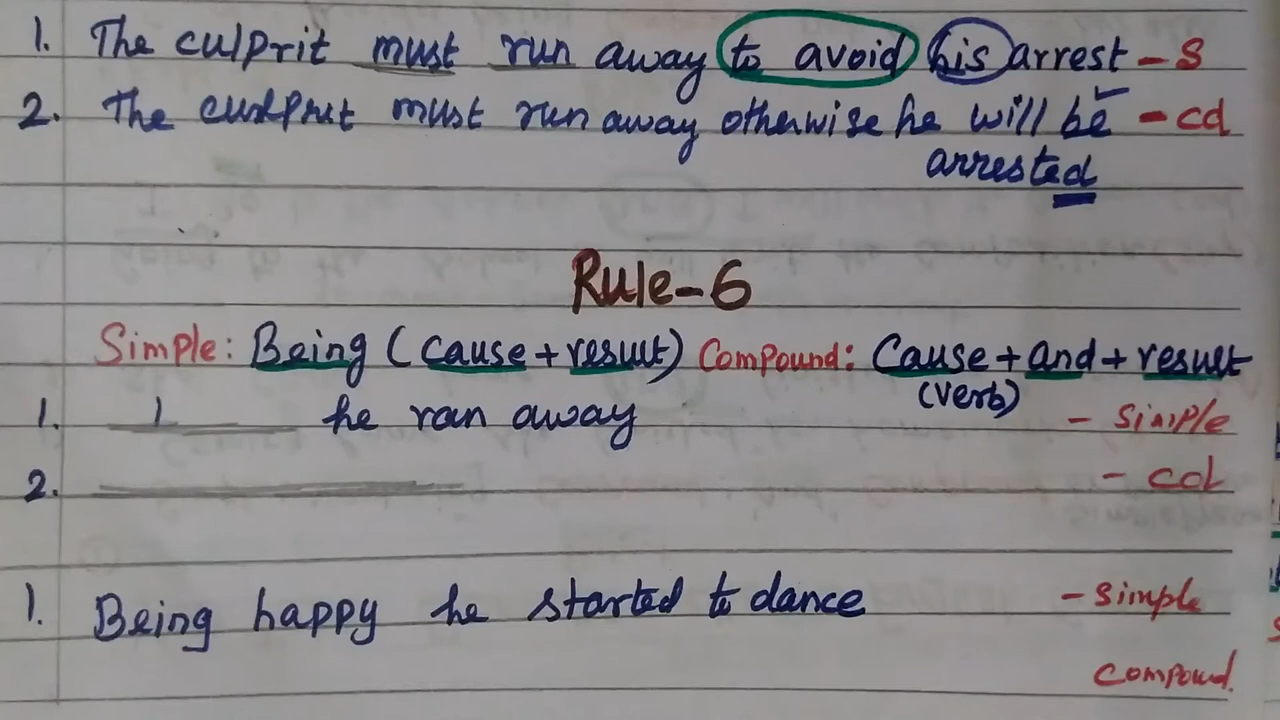 1. The culprit must run away to avoid his arrest - S
2. The culprit must run away otherwise he will be - cd
arrested
Rule-6
Simple: Being (cause + result) Compound: Cause + and + result
(verb)
1. he ran away - simple
2. - cd
1. Being happy he started to dance - simple
compound.